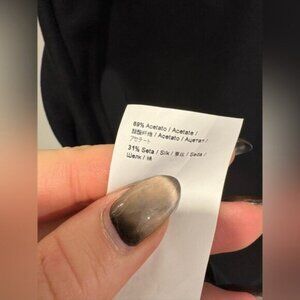 69% Acetato / Acetate /
醋酸纤维 / Acetato / Ацетат /
アセテート
31% Seta / Silk / 蚕丝 / Seda /
Шелк / 絹